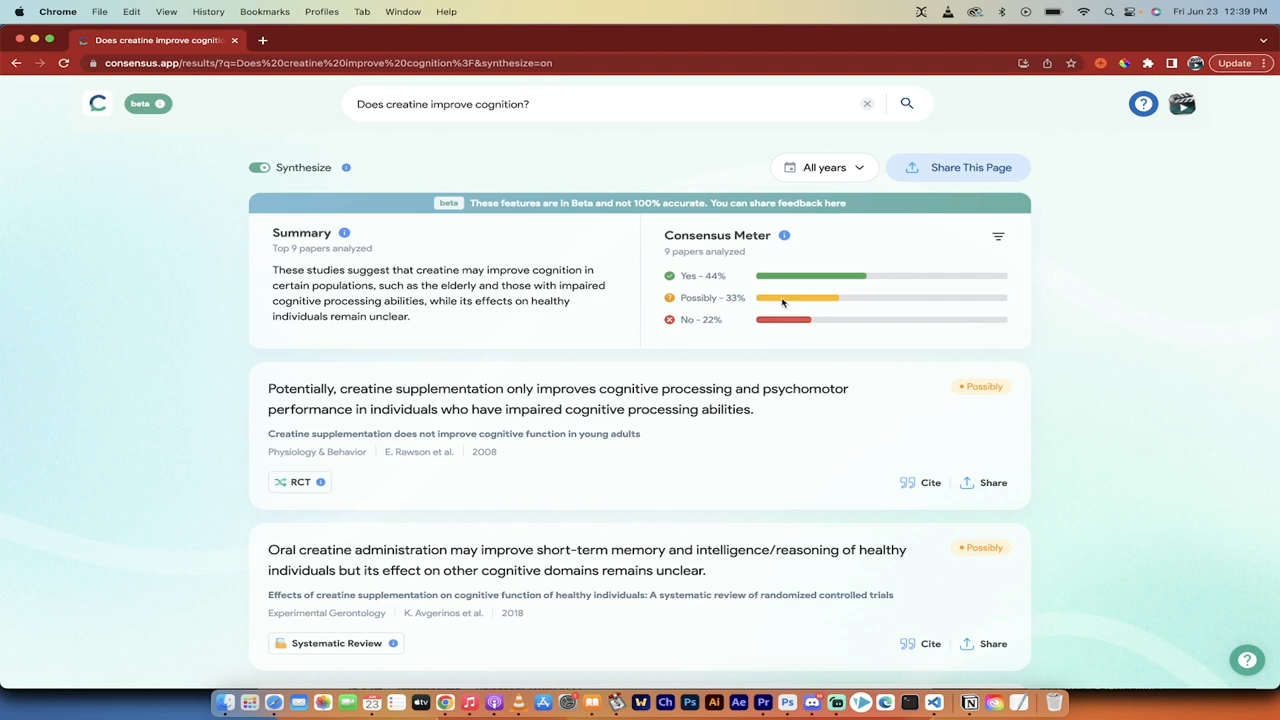 Chrome File Edit View History Bookmarks Profiles Tab Window Help
Fri Jun 23 12:39 PM
Does creatine improve cogniti
consensus.app/results/?q=Does%20creatine%20improve%20cognition%3F&synthesize=on
Update
beta
Does creatine improve cognition?
Synthesize
All years
Share This Page
beta These features are in Beta and not 100% accurate. You can share feedback here
Summary
Top 9 papers analyzed
These studies suggest that creatine may improve cognition in
certain populations, such as the elderly and those with impaired
cognitive processing abilities, while its effects on healthy
individuals remain unclear.
Consensus Meter
9 papers analyzed
Yes - 44%
Possibly - 33%
No - 22%
Potentially, creatine supplementation only improves cognitive processing and psychomotor
performance in individuals who have impaired cognitive processing abilities.
Possibly
Creatine supplementation does not improve cognitive function in young adults
Physiology & Behavior E. Rawson et al. 2008
RCT
Cite Share
Oral creatine administration may improve short-term memory and intelligence/reasoning of healthy
individuals but its effect on other cognitive domains remains unclear.
Possibly
Effects of creatine supplementation on cognitive function of healthy individuals: A systematic review of randomized controlled trials
Experimental Gerontology K. Avgerinos et al. 2018
Systematic Review
Cite Share